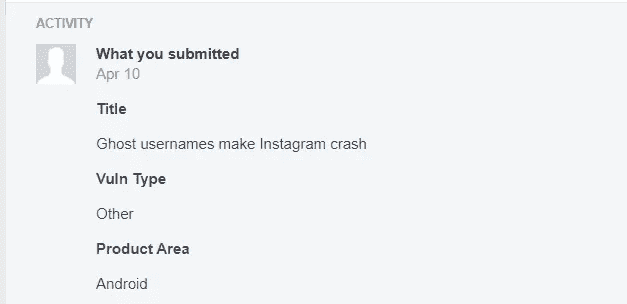 ACTIVITY
What you submitted
Apr 10
Title
Ghost usernames make Instagram crash
Vuln Type
Other
Product Area
Android